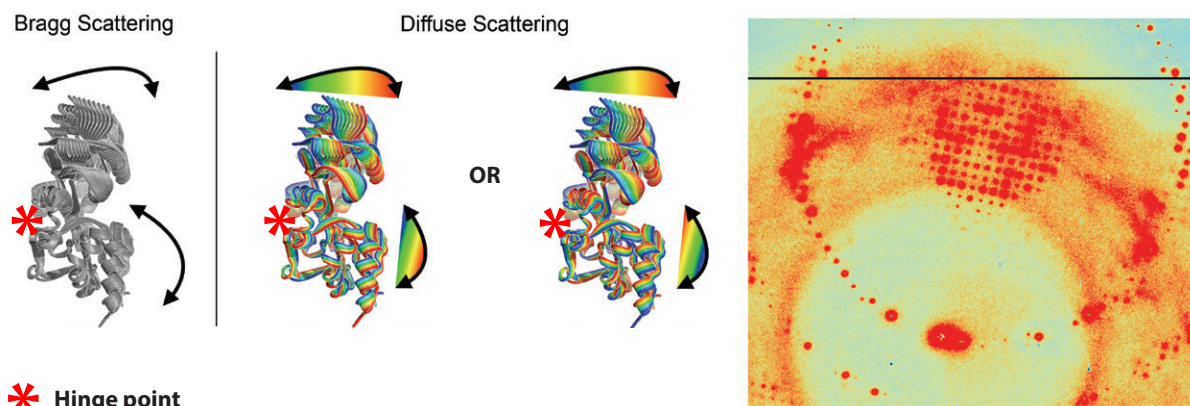 Bragg Scattering
Diffuse Scattering
OR
Hinge point